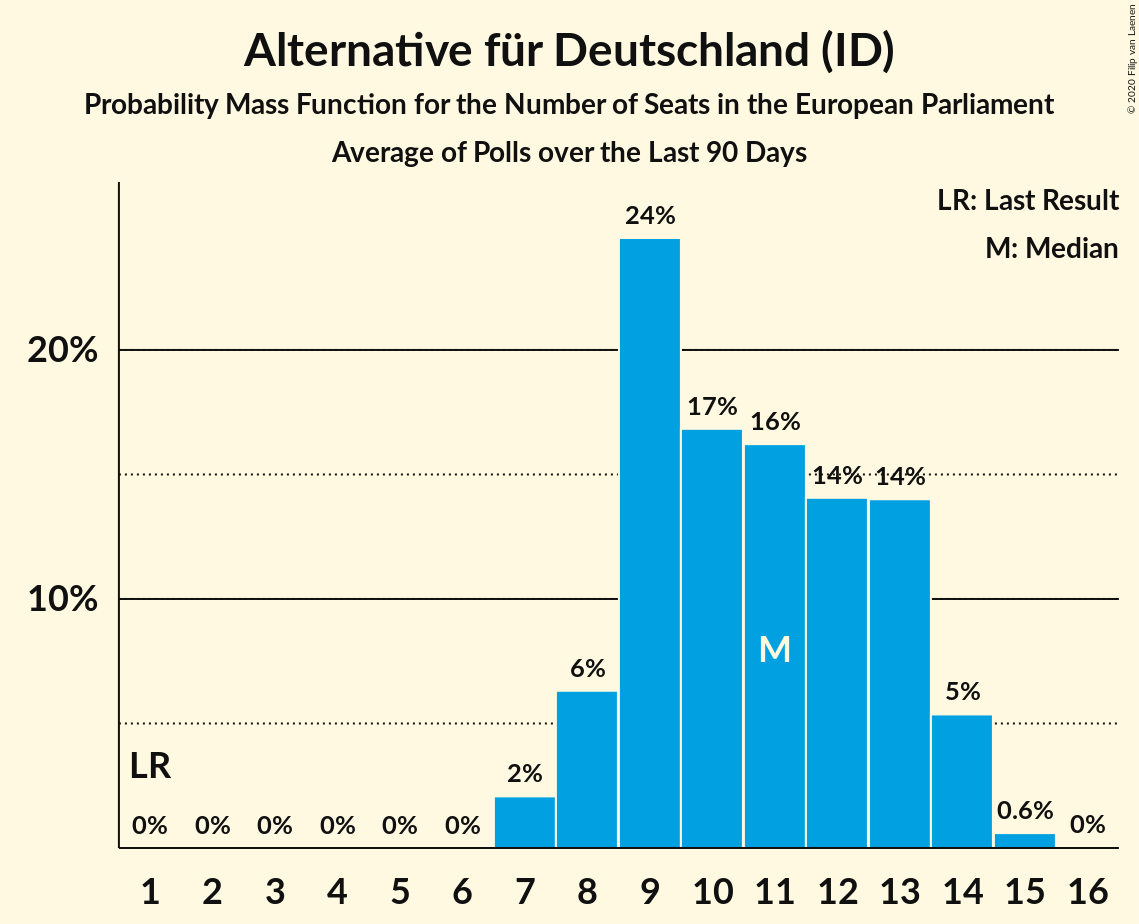 Alternative für Deutschland (ID)
Probability Mass Function for the Number of Seats in the European Parliament
Average of Polls over the Last 90 Days
© 2020 Filip van Laenen
LR: Last Result
M: Median
24%
20%
17%
16%
14%
14%
10%
M
6%
5%
LR
2%
0%
0%
0%
0%
0%
0%
0.6%
0%
1 2 3 4 5 6 7 8 9 10 11 12 13 14 15 16